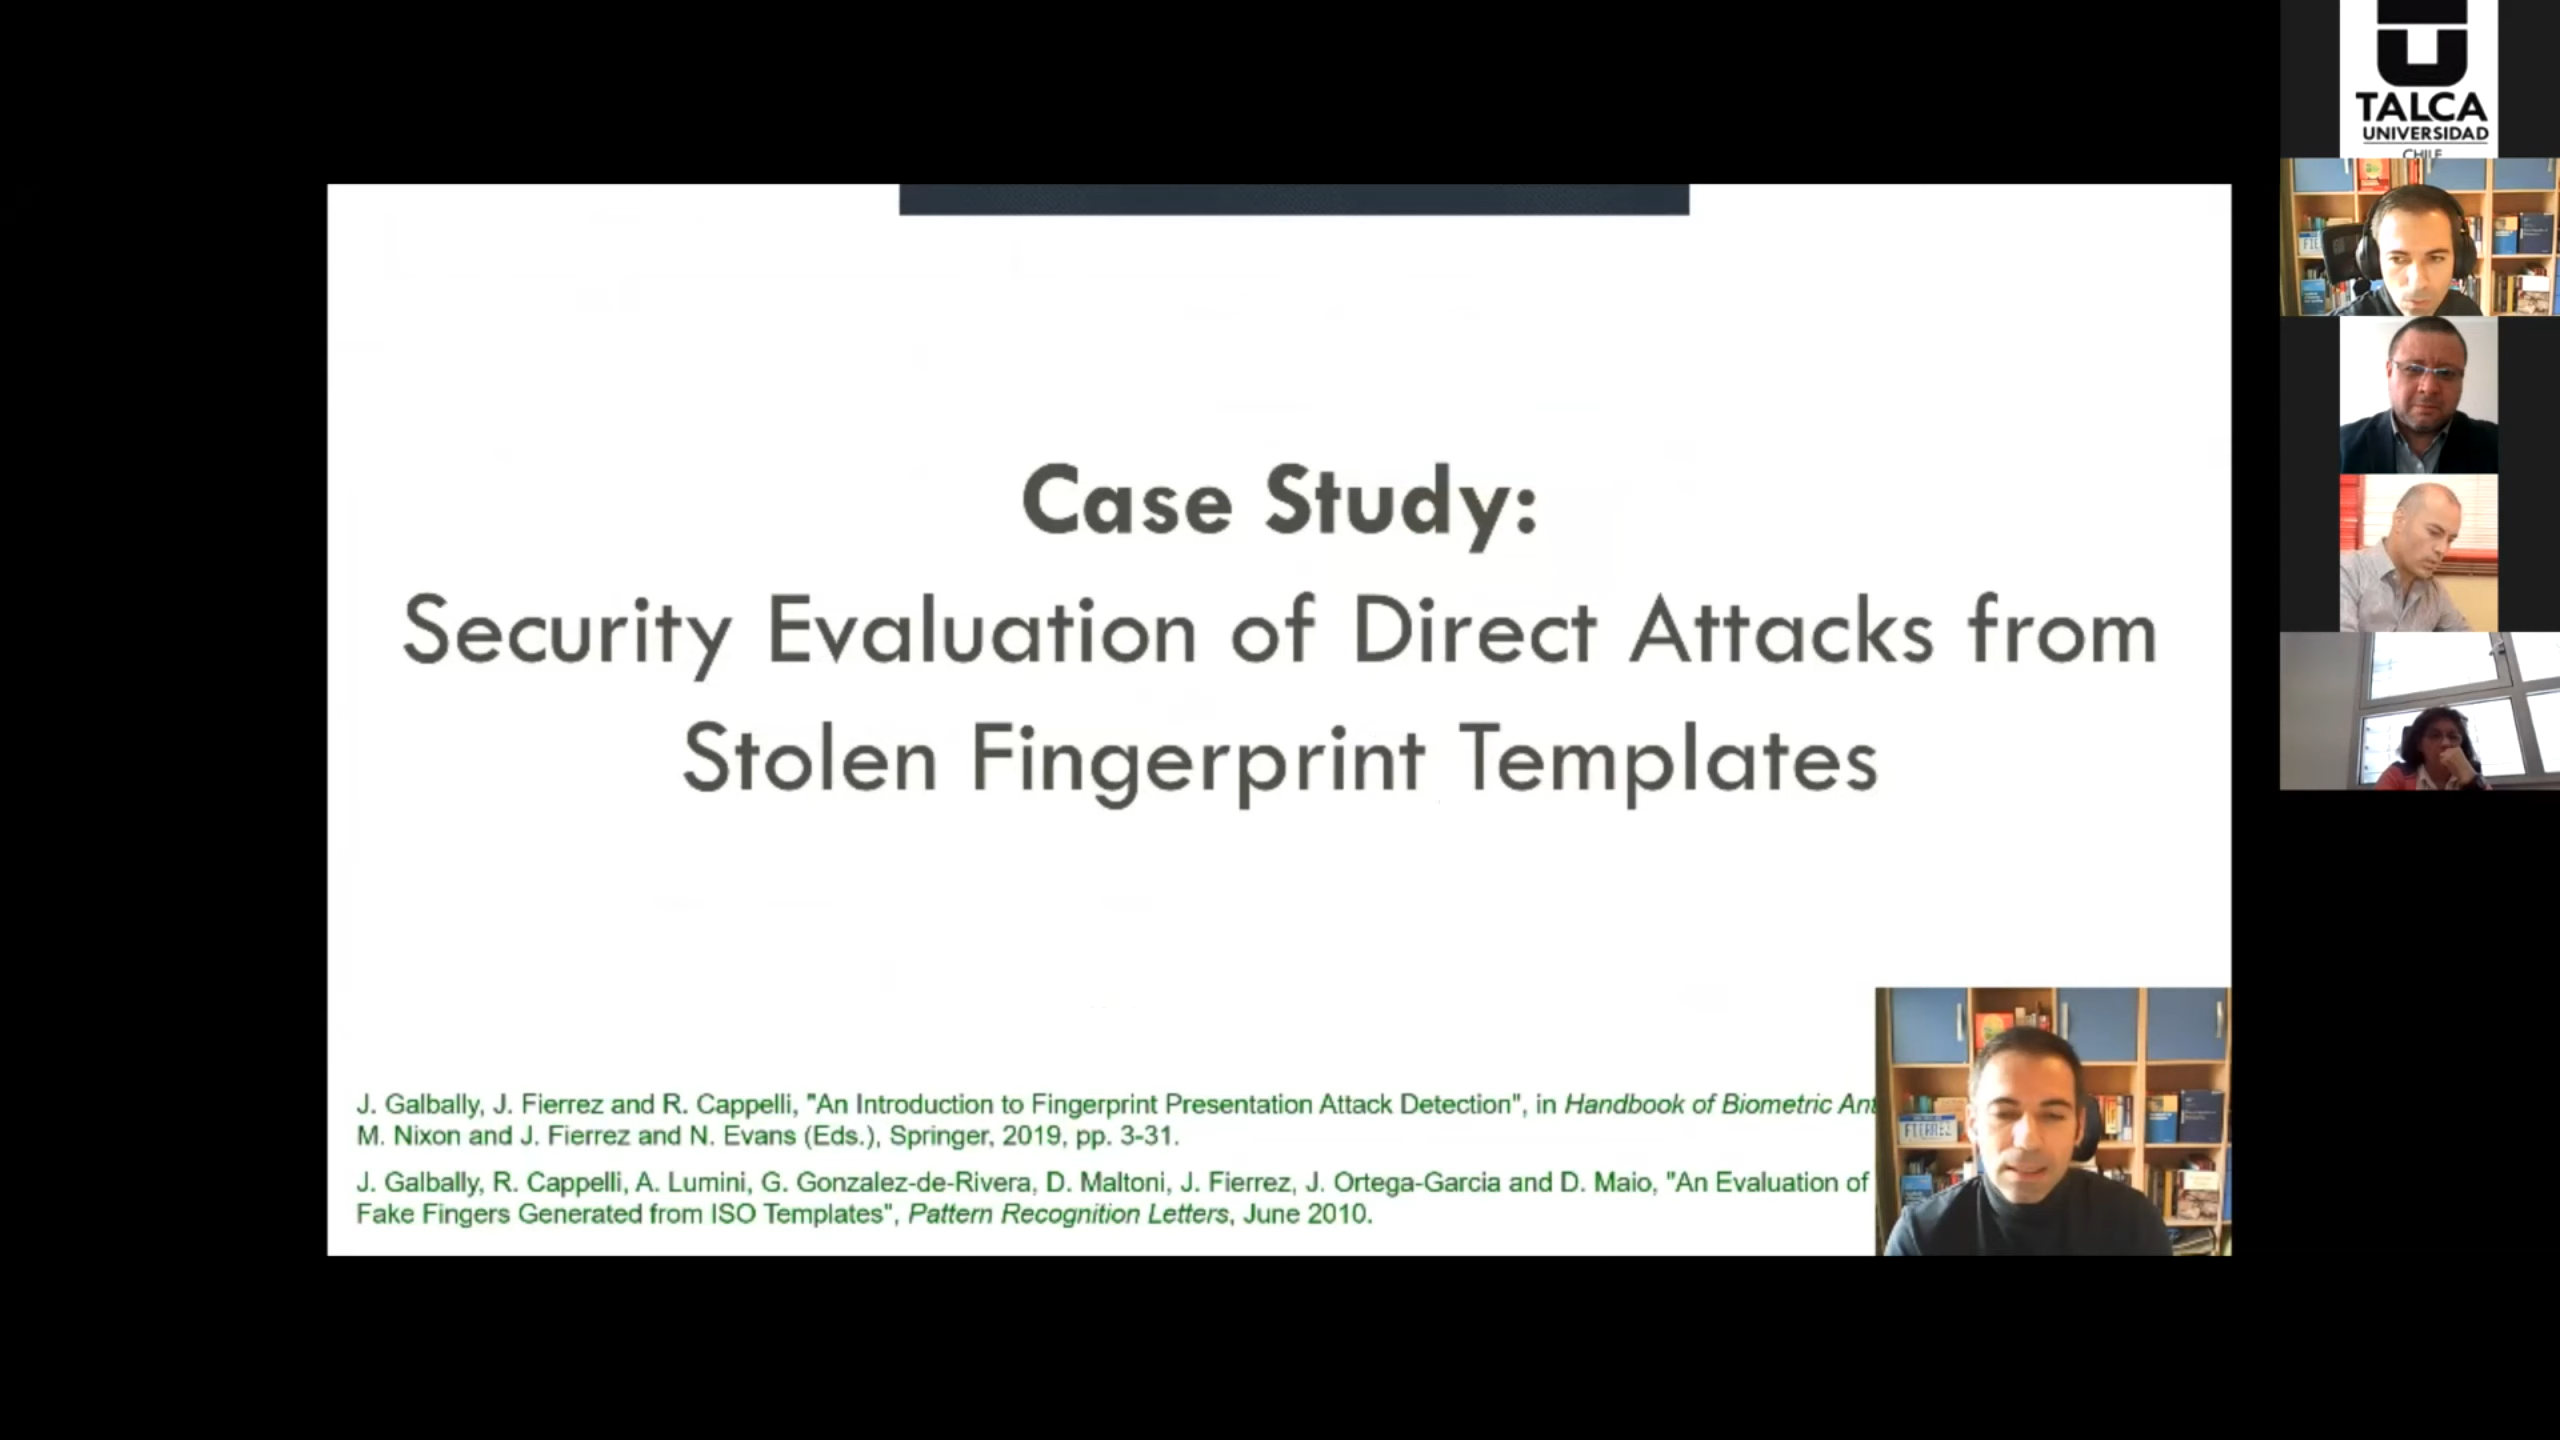 TALCA
UNIVERSIDAD
CHILE
Case Study:
Security Evaluation of Direct Attacks from
Stolen Fingerprint Templates
J. Galbally, J. Fierrez and R. Cappelli, "An Introduction to Fingerprint Presentation Attack Detection", in Handbook of Biometric Ant
M. Nixon and J. Fierrez and N. Evans (Eds.), Springer, 2019, pp. 3-31.
J. Galbally, R. Cappelli, A. Lumini, G. Gonzalez-de-Rivera, D. Maltoni, J. Fierrez, J. Ortega-Garcia and D. Maio, "An Evaluation of
Fake Fingers Generated from ISO Templates", Pattern Recognition Letters, June 2010.
FIERREZ